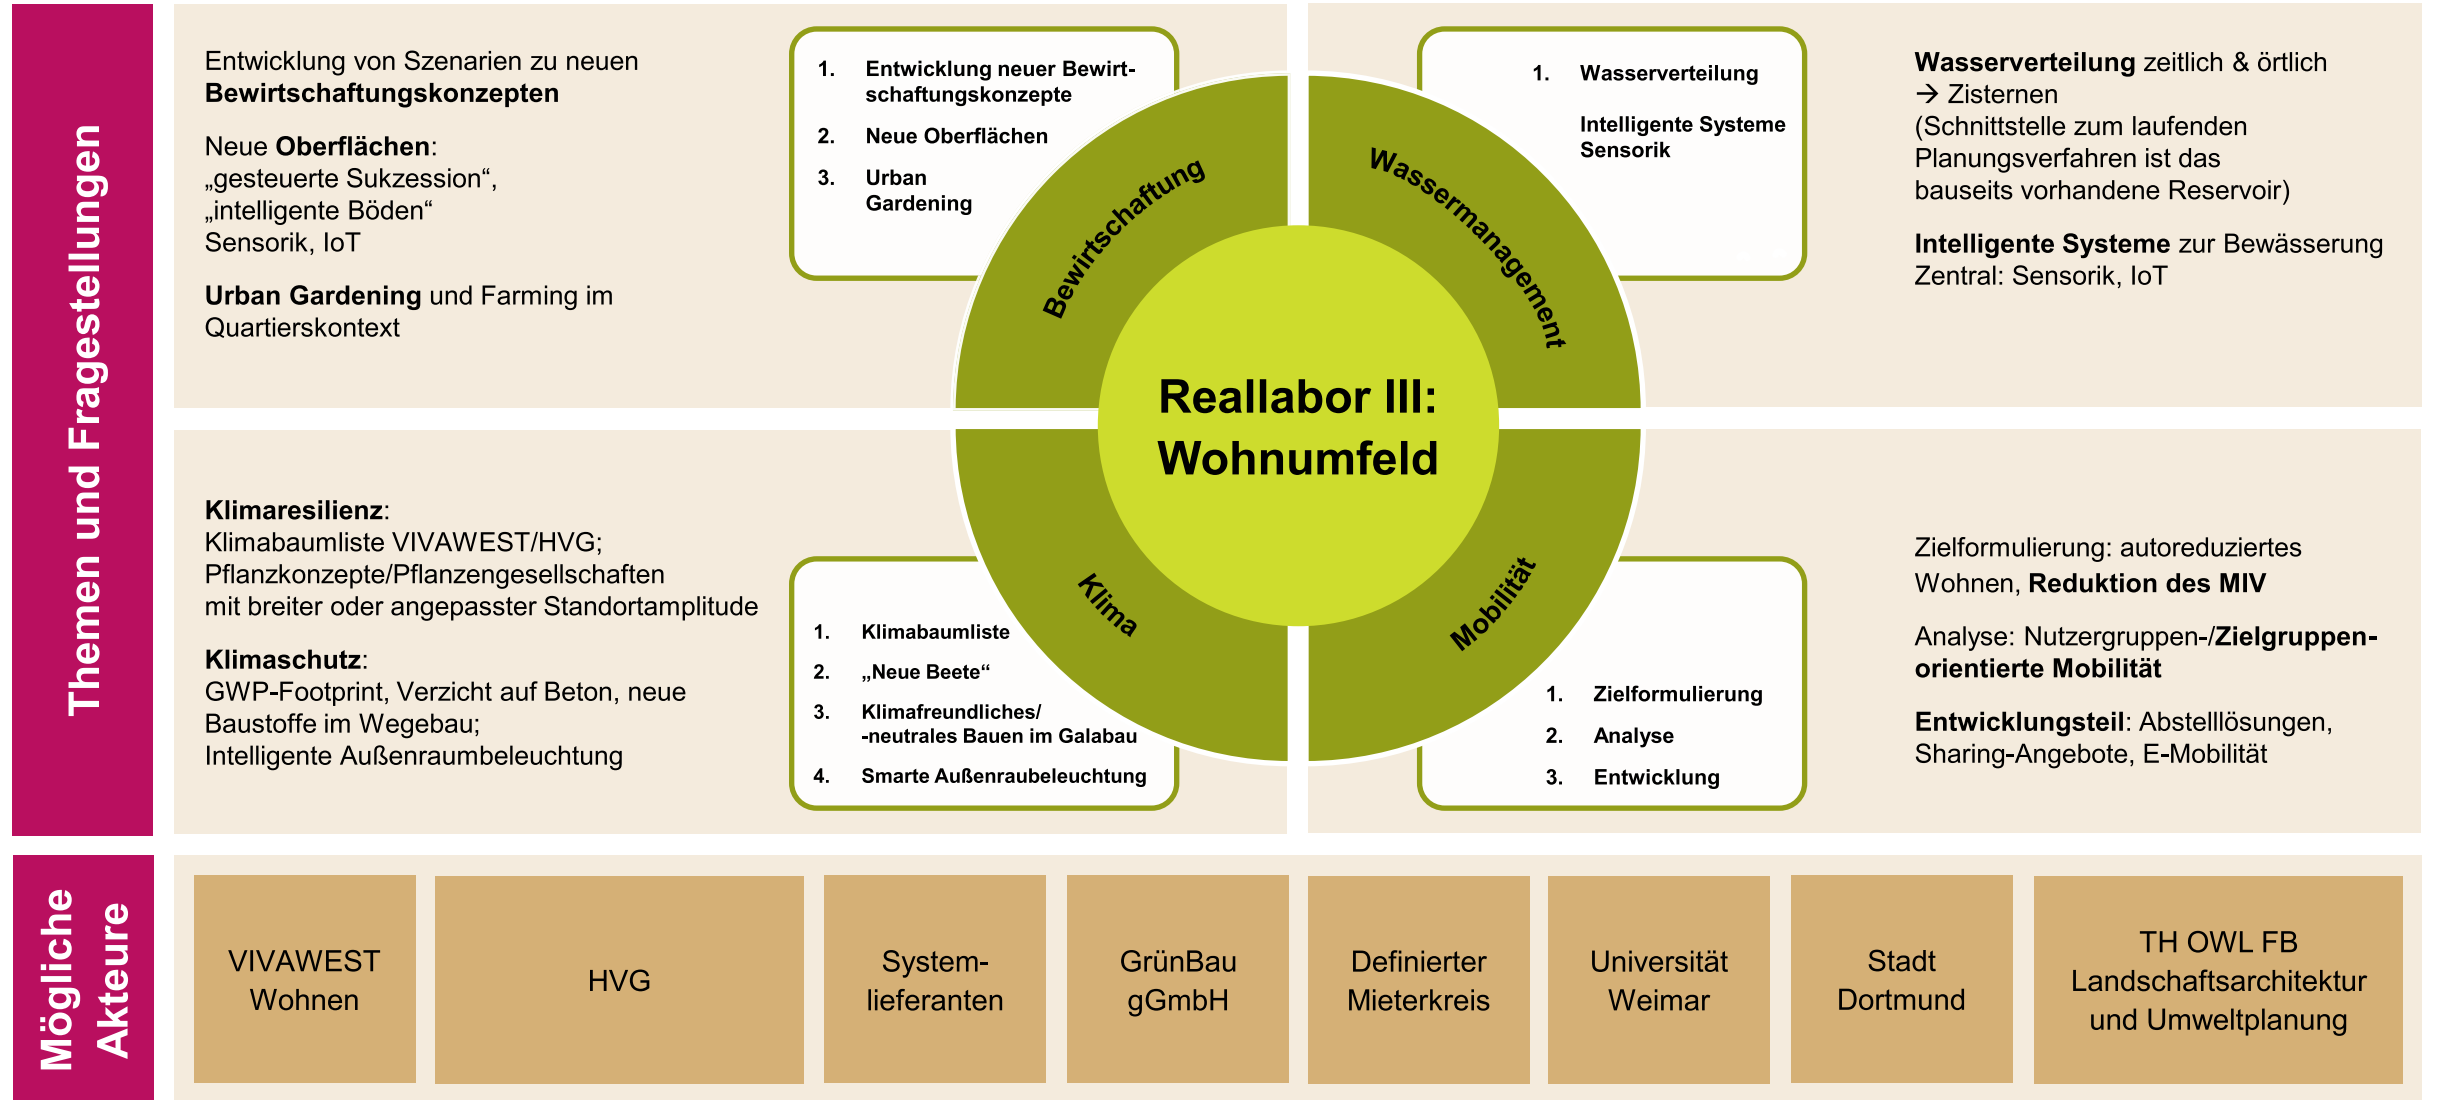 Themen und Fragestellungen
Entwicklung von Szenarien zu neuen
Bewirtschaftungskonzepten
Neue Oberflächen:
„gesteuerte Sukzession“,
„intelligente Böden“
Sensorik, IoT
Urban Gardening und Farming im
Quartierskontext
1. Entwicklung neuer Bewirt-
schaftungskonzepte
2. Neue Oberflächen
3. Urban
Gardening
Bewirtschaftung
Wassermanagement
1. Wasserverteilung
Intelligente Systeme
Sensorik
Wasserverteilung zeitlich & örtlich
→ Zisternen
(Schnittstelle zum laufenden
Planungsverfahren ist das
bauseits vorhandene Reservoir)
Intelligente Systeme zur Bewässerung
Zentral: Sensorik, IoT
Reallabor III:
Wohnumfeld
Klimaresilienz:
Klimabaumliste VIVAWEST/HVG;
Pflanzkonzepte/Pflanzengesellschaften
mit breiter oder angepasster Standortamplitude
Klimaschutz:
GWP-Footprint, Verzicht auf Beton, neue
Baustoffe im Wegebau;
Intelligente Außenraumbeleuchtung
1. Klimabaumliste
2. „Neue Beete“
3. Klimafreundliches/
-neutrales Bauen im Galabau
4. Smarte Außenraubeleuchtung
Klima
Mobilität
1. Zielformulierung
2. Analyse
3. Entwicklung
Zielformulierung: autoreduziertes
Wohnen, Reduktion des MIV
Analyse: Nutzergruppen-/Zielgruppen-
orientierte Mobilität
Entwicklungsteil: Abstelllösungen,
Sharing-Angebote, E-Mobilität
Mögliche
Akteure
VIVAWEST
Wohnen
HVG
System-
lieferanten
GrünBau
gGmbH
Definierter
Mieterkreis
Universität
Weimar
Stadt
Dortmund
TH OWL FB
Landschaftsarchitektur
und Umweltplanung